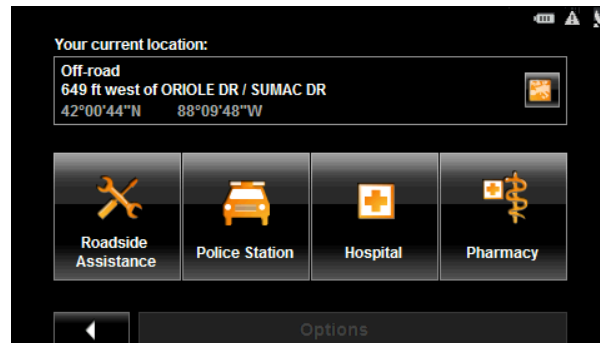 Your current location:
Off-road
649 ft west of ORIOLE DR / SUMAC DR
42°00'44"N 88°09'48"W
Roadside
Assistance
Police Station
Hospital
Pharmacy
Options